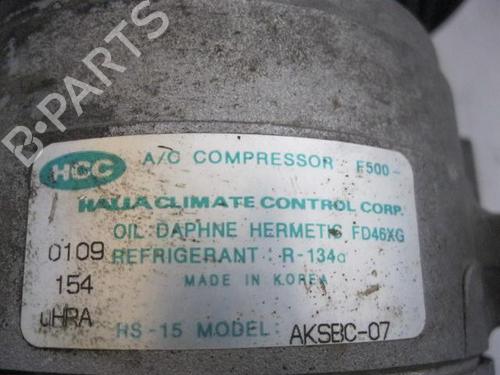 B-PARTS
HCC A/C COMPRESSOR F500-
HALLA CLIMATE CONTROL CORP.
OIL : DAPHNE HERMETIC FD46XG
0109 REFRIGERANT : R-134a
154 MADE IN KOREA
UHRA HS-15 MODEL: AKSBC-07